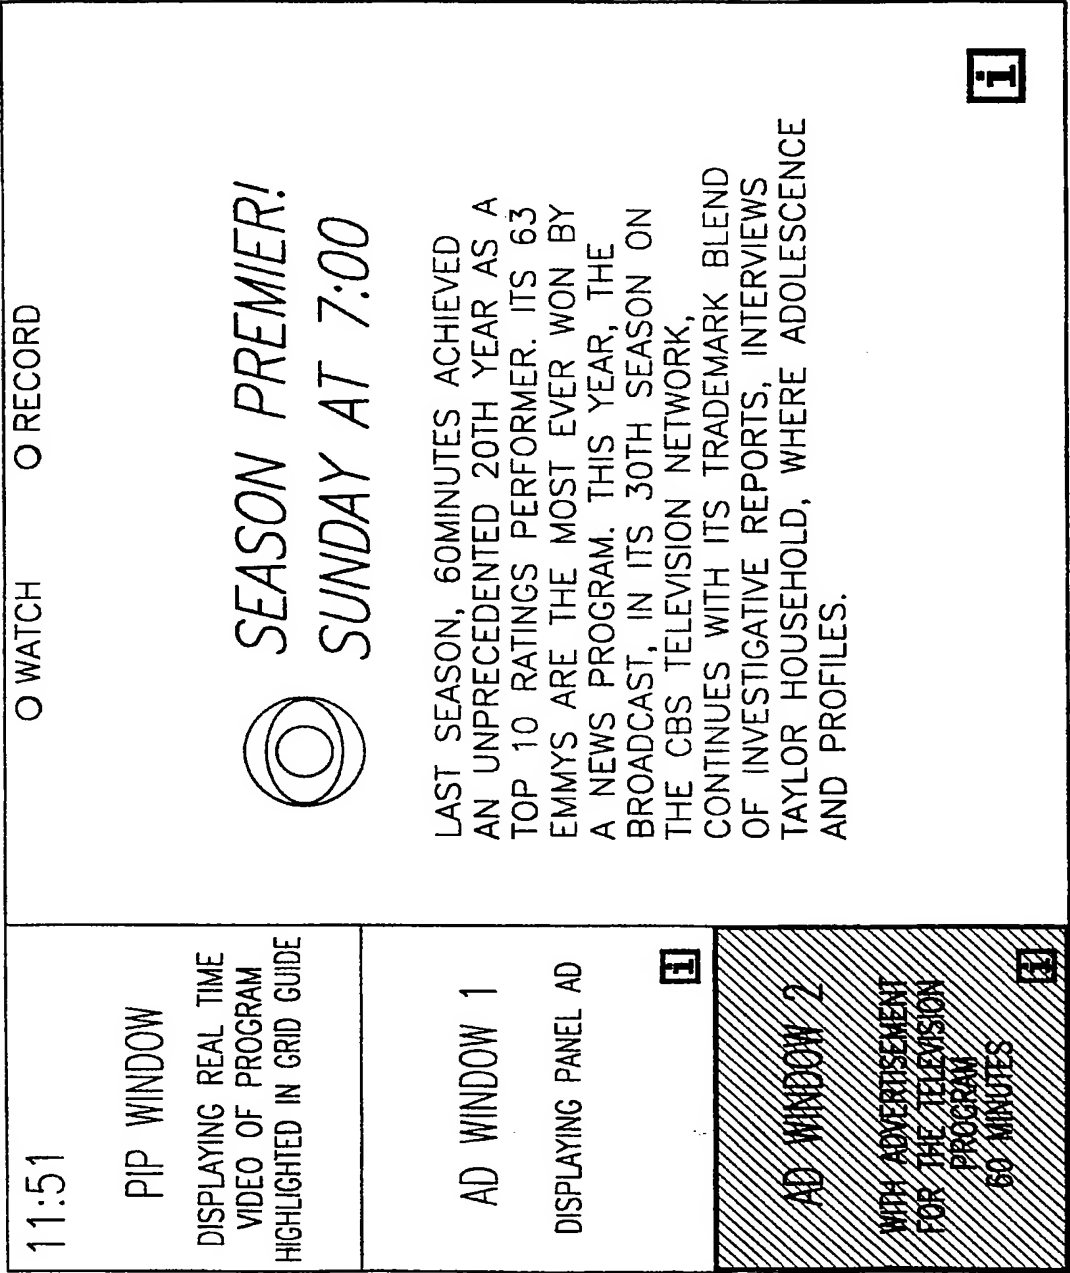 11:51
PIP WINDOW
DISPLAYING REAL TIME
VIDEO OF PROGRAM
HIGHLIGHTED IN GRID GUIDE
AD WINDOW 1
DISPLAYING PANEL AD
i
AD WINDOW 2
WITH ADVERTISEMENT
FOR THE TELEVISION
PROGRAM
60 MINUTES
i
O WATCH O RECORD
SEASON PREMIER!
SUNDAY AT 7:00
LAST SEASON, 60MINUTES ACHIEVED
AN UNPRECEDENTED 20TH YEAR AS A
TOP 10 RATINGS PERFORMER. ITS 63
EMMYS ARE THE MOST EVER WON BY
A NEWS PROGRAM. THIS YEAR, THE
BROADCAST, IN ITS 30TH SEASON ON
THE CBS TELEVISION NETWORK,
CONTINUES WITH ITS TRADEMARK BLEND
OF INVESTIGATIVE REPORTS, INTERVIEWS
TAYLOR HOUSEHOLD, WHERE ADOLESCENCE
AND PROFILES.
i